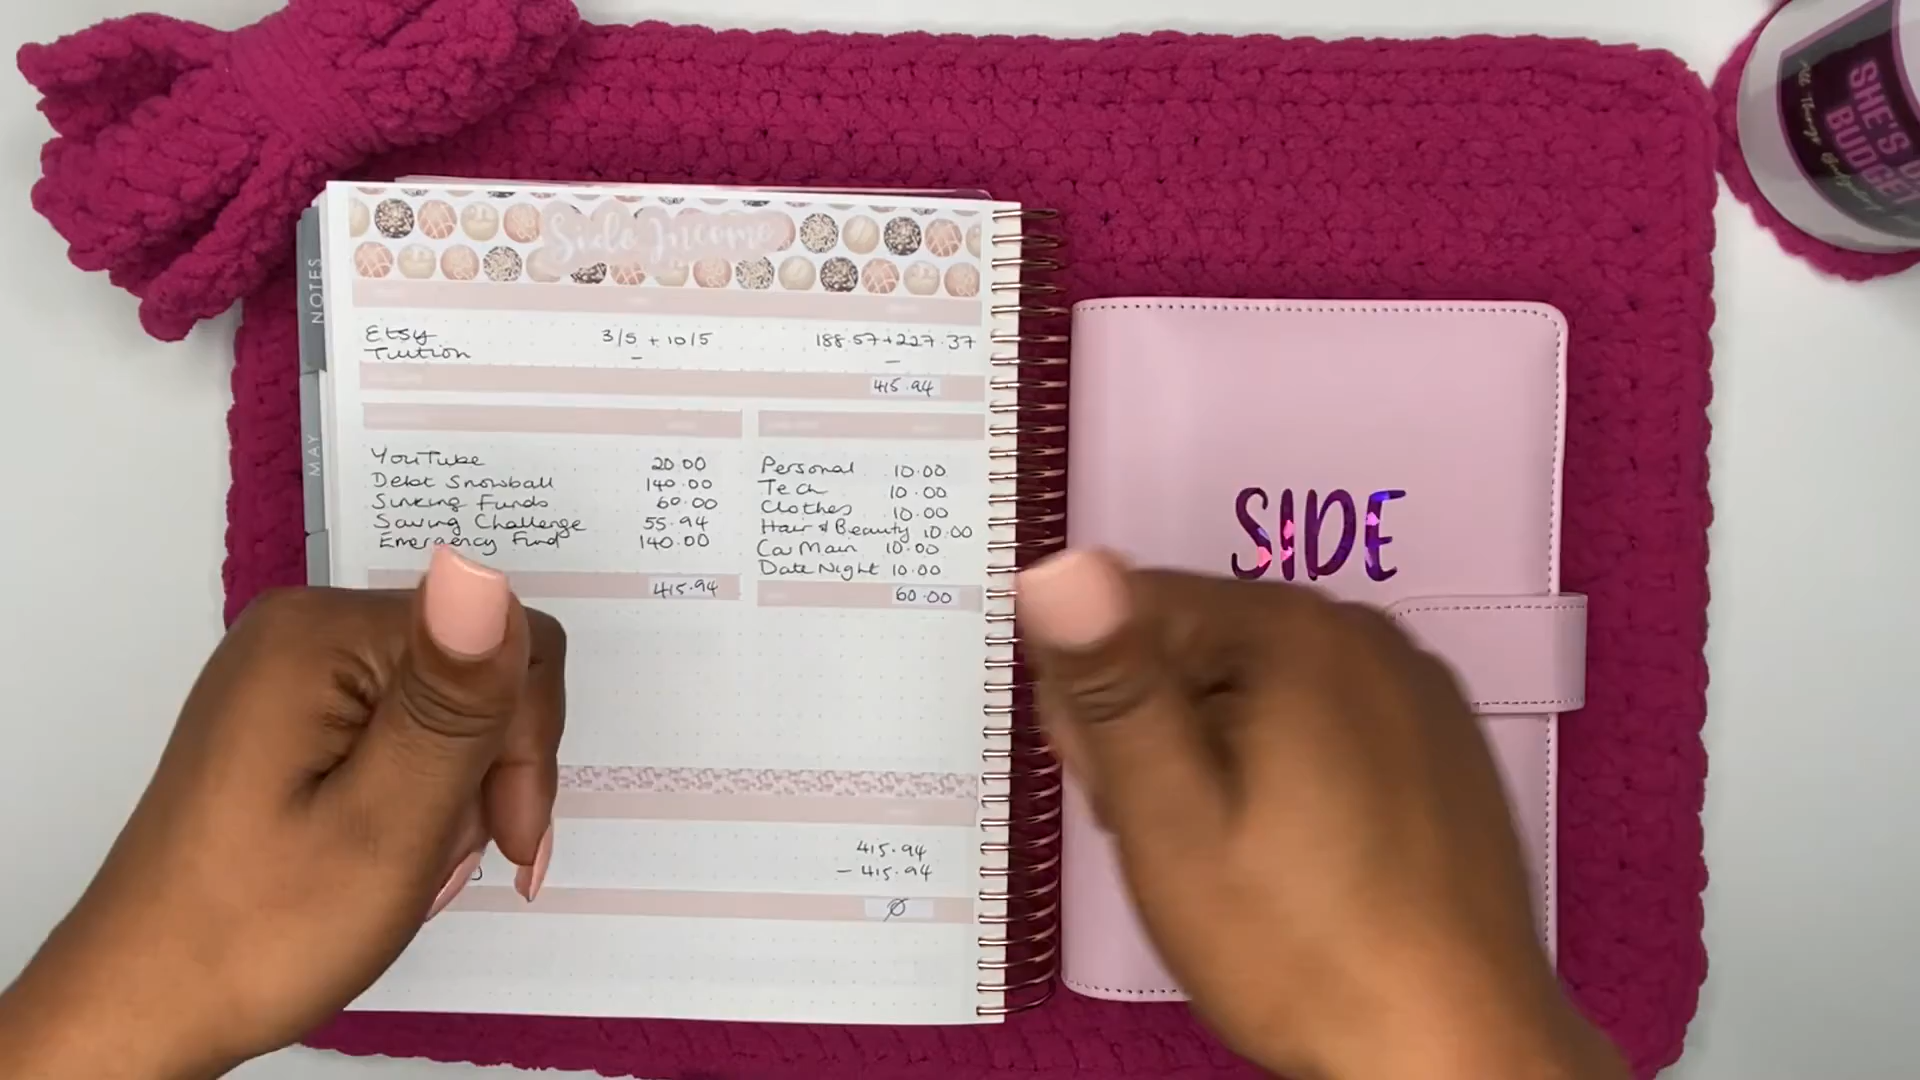 Side Income
NOTES
Etsy 3/5 + 10/5 188.57+227.37
Tuition - -
415.94
MAY
YouTube 20.00
Debt Snowball 140.00
Sinking Funds 60.00
Saving Challenge 55.94
Emergency Fund 140.00
415.94
Personal 10.00
Tech 10.00
Clothes 10.00
Hair & Beauty 10.00
Car Main 10.00
Date Night 10.00
60.00
415.94
- 415.94
Ø
SIDE
SHE'S
BUDGET
All Things